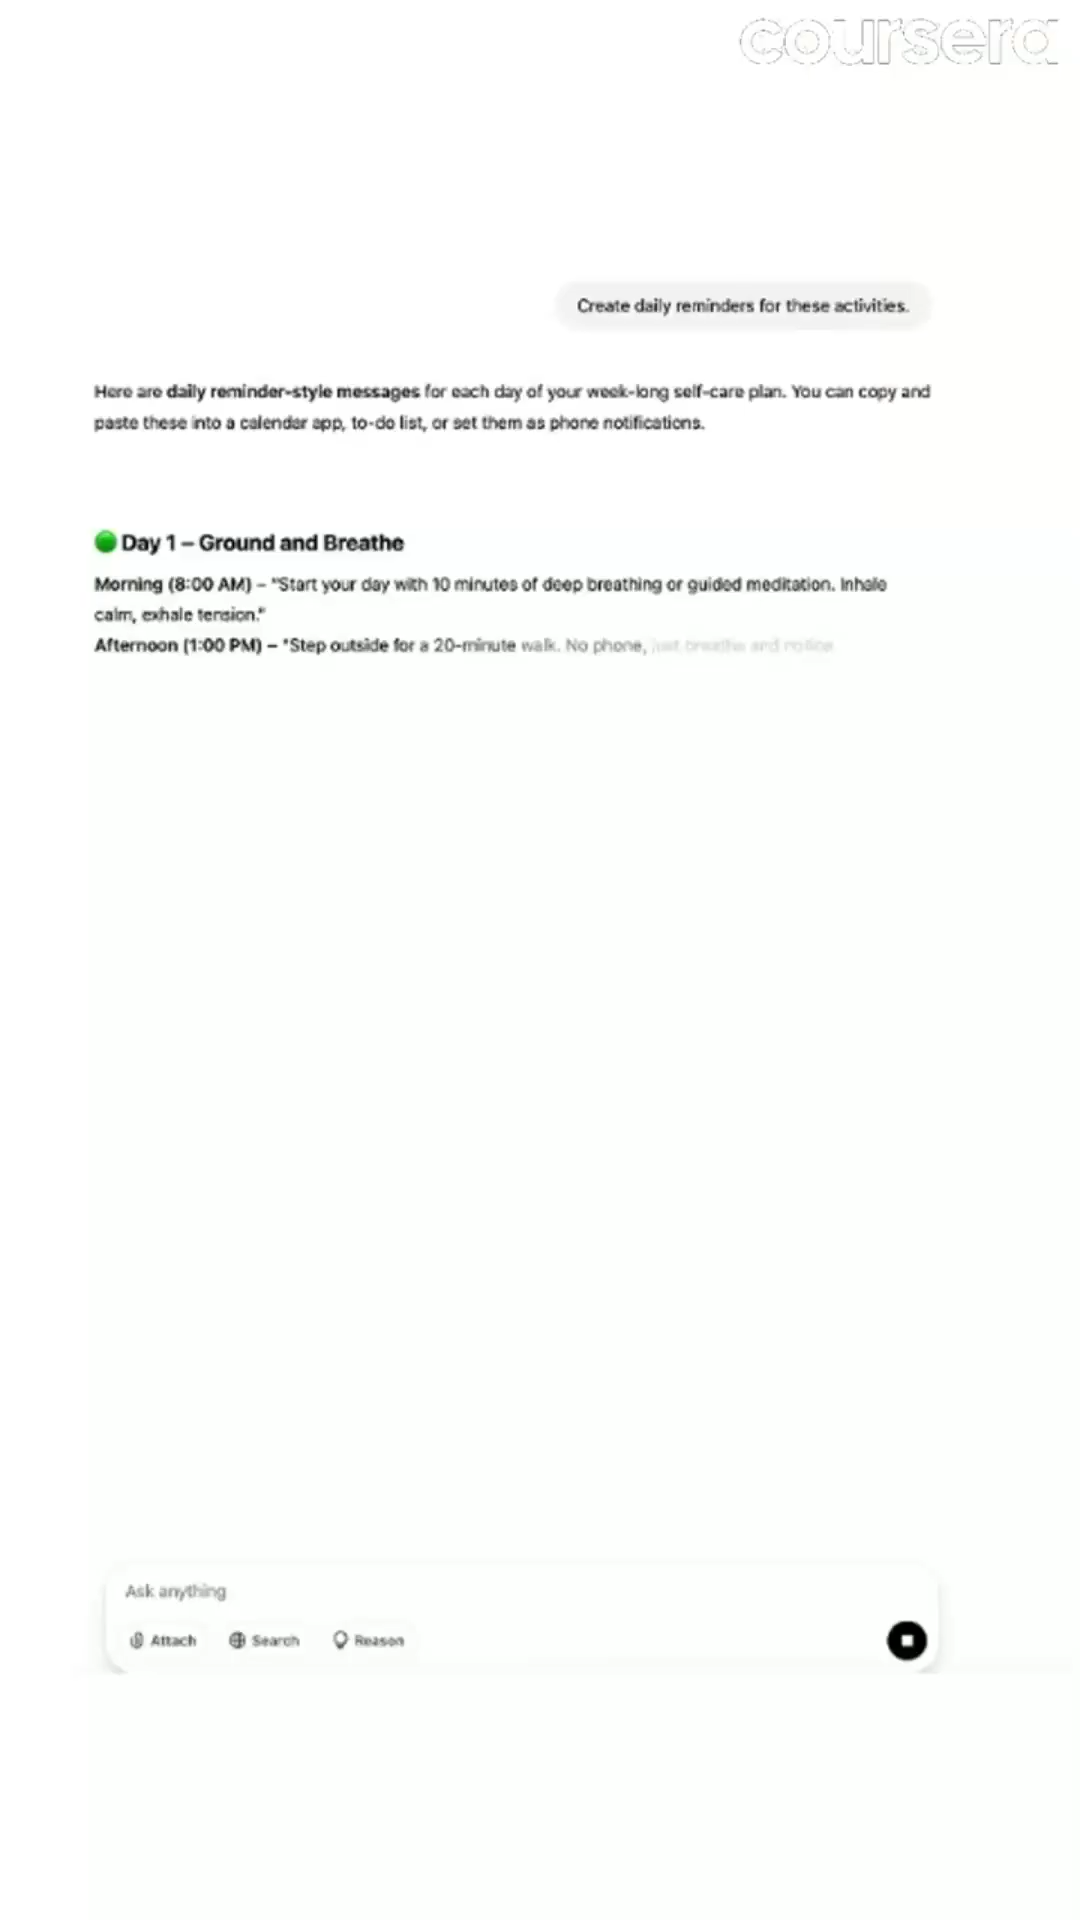 coursera
Create daily reminders for these activities.
Here are daily reminder-style messages for each day of your week-long self-care plan. You can copy and
paste these into a calendar app, to-do list, or set them as phone notifications.
🟢 Day 1 – Ground and Breathe
Morning (8:00 AM) – "Start your day with 10 minutes of deep breathing or guided meditation. Inhale
calm, exhale tension."
Afternoon (1:00 PM) – "Step outside for a 20-minute walk. No phone, just breathe and notice
Ask anything
Attach
Search
Reason